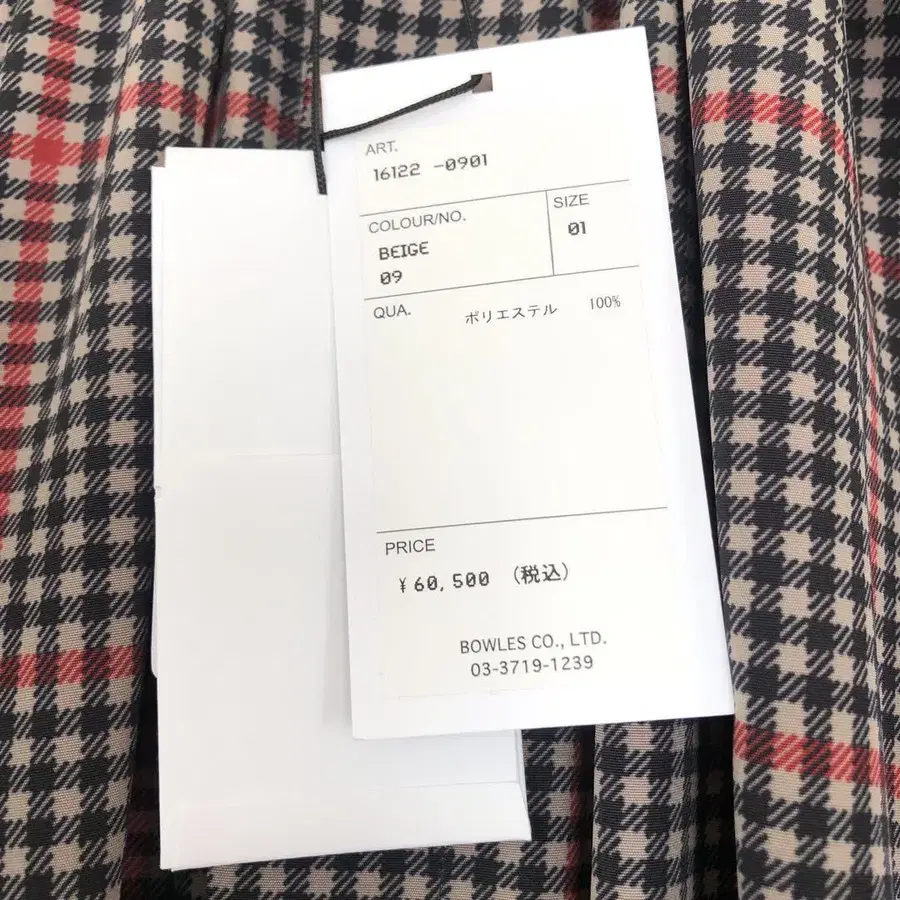 ART.
16122 -0901
COLOUR/NO.
SIZE
BEIGE
01
09
QUA.
ポリエステル 100%
PRICE
¥60,500 (税込)
BOWLES CO., LTD.
03-3719-1239